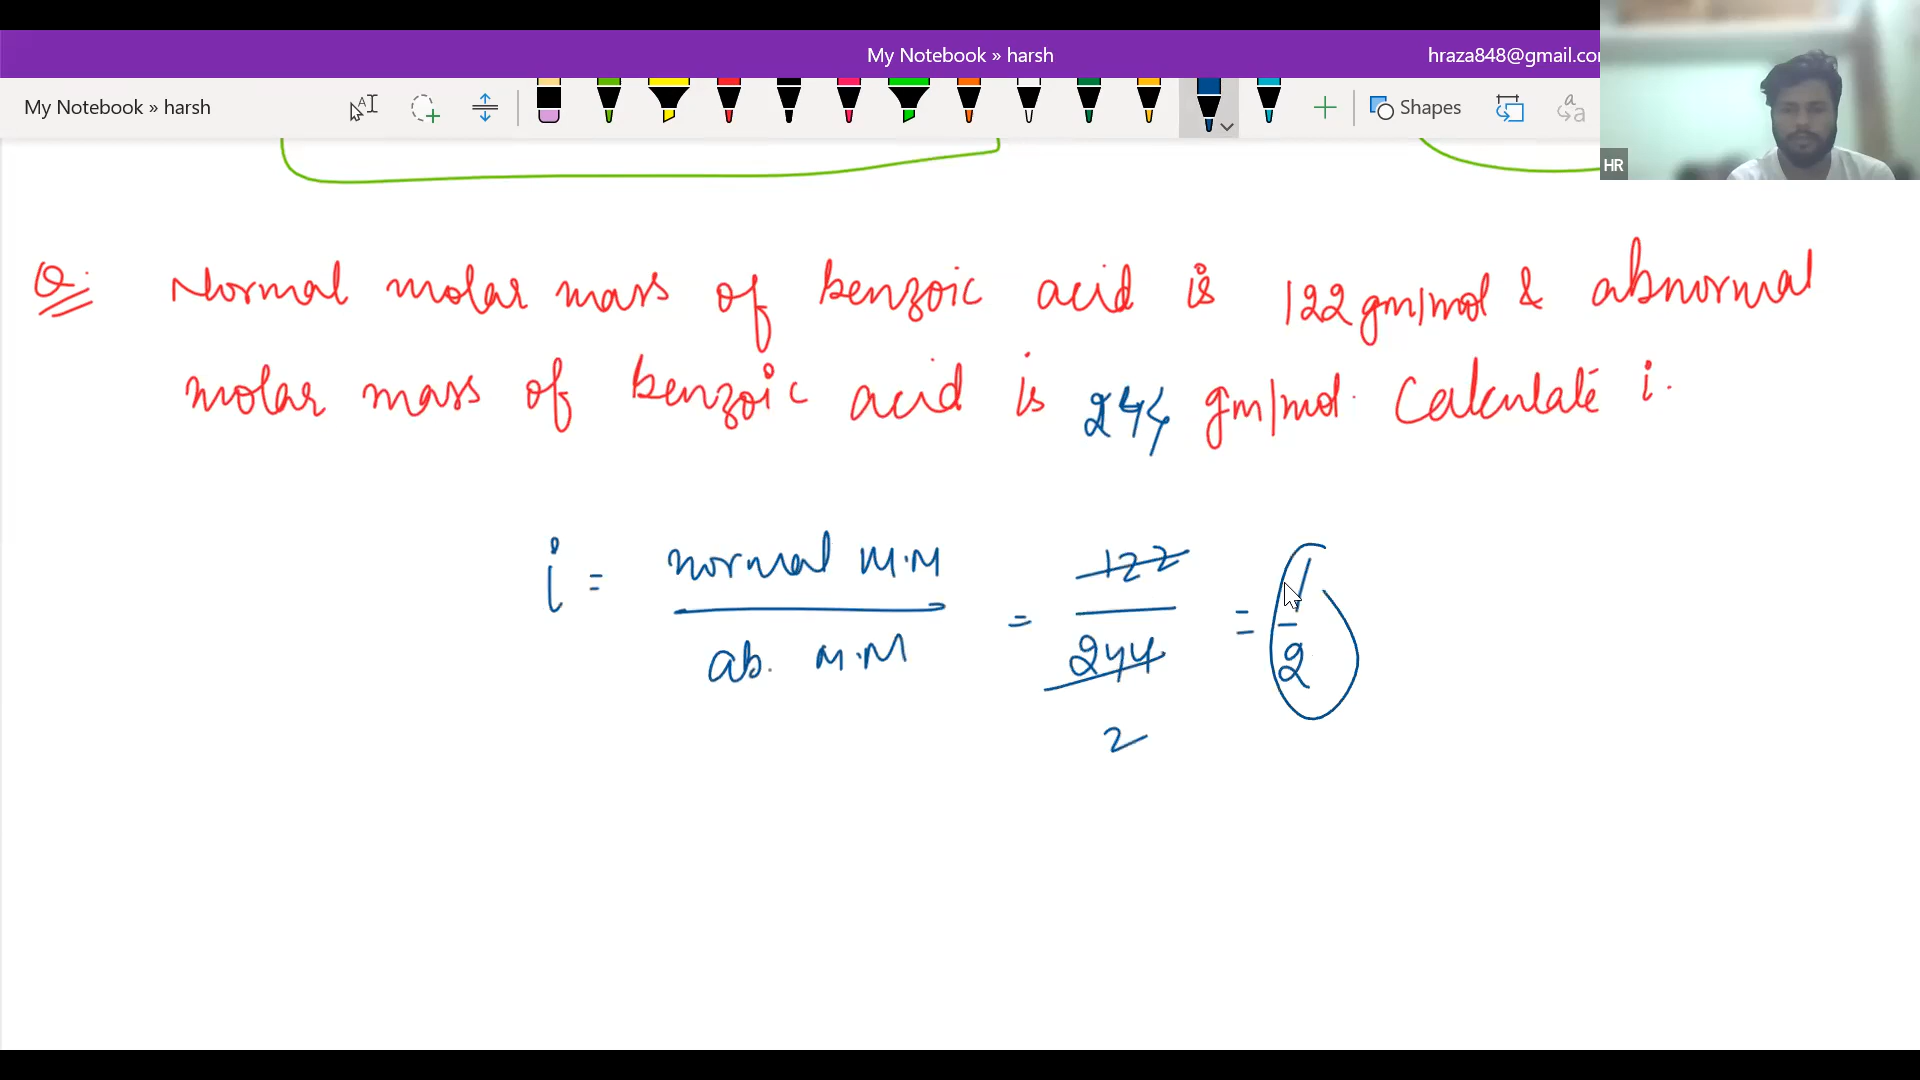 My Notebook » harsh
hraza848@gmail.co
My Notebook » harsh
Shapes
HR
Q: Normal molar mass of benzoic acid is 122 gm/mol & abnormal
molar mass of benzoic acid is 244 gm/mol. Calculate i.
i = normal M.M / ab. M.M = 122 / 244 = 1/2
2